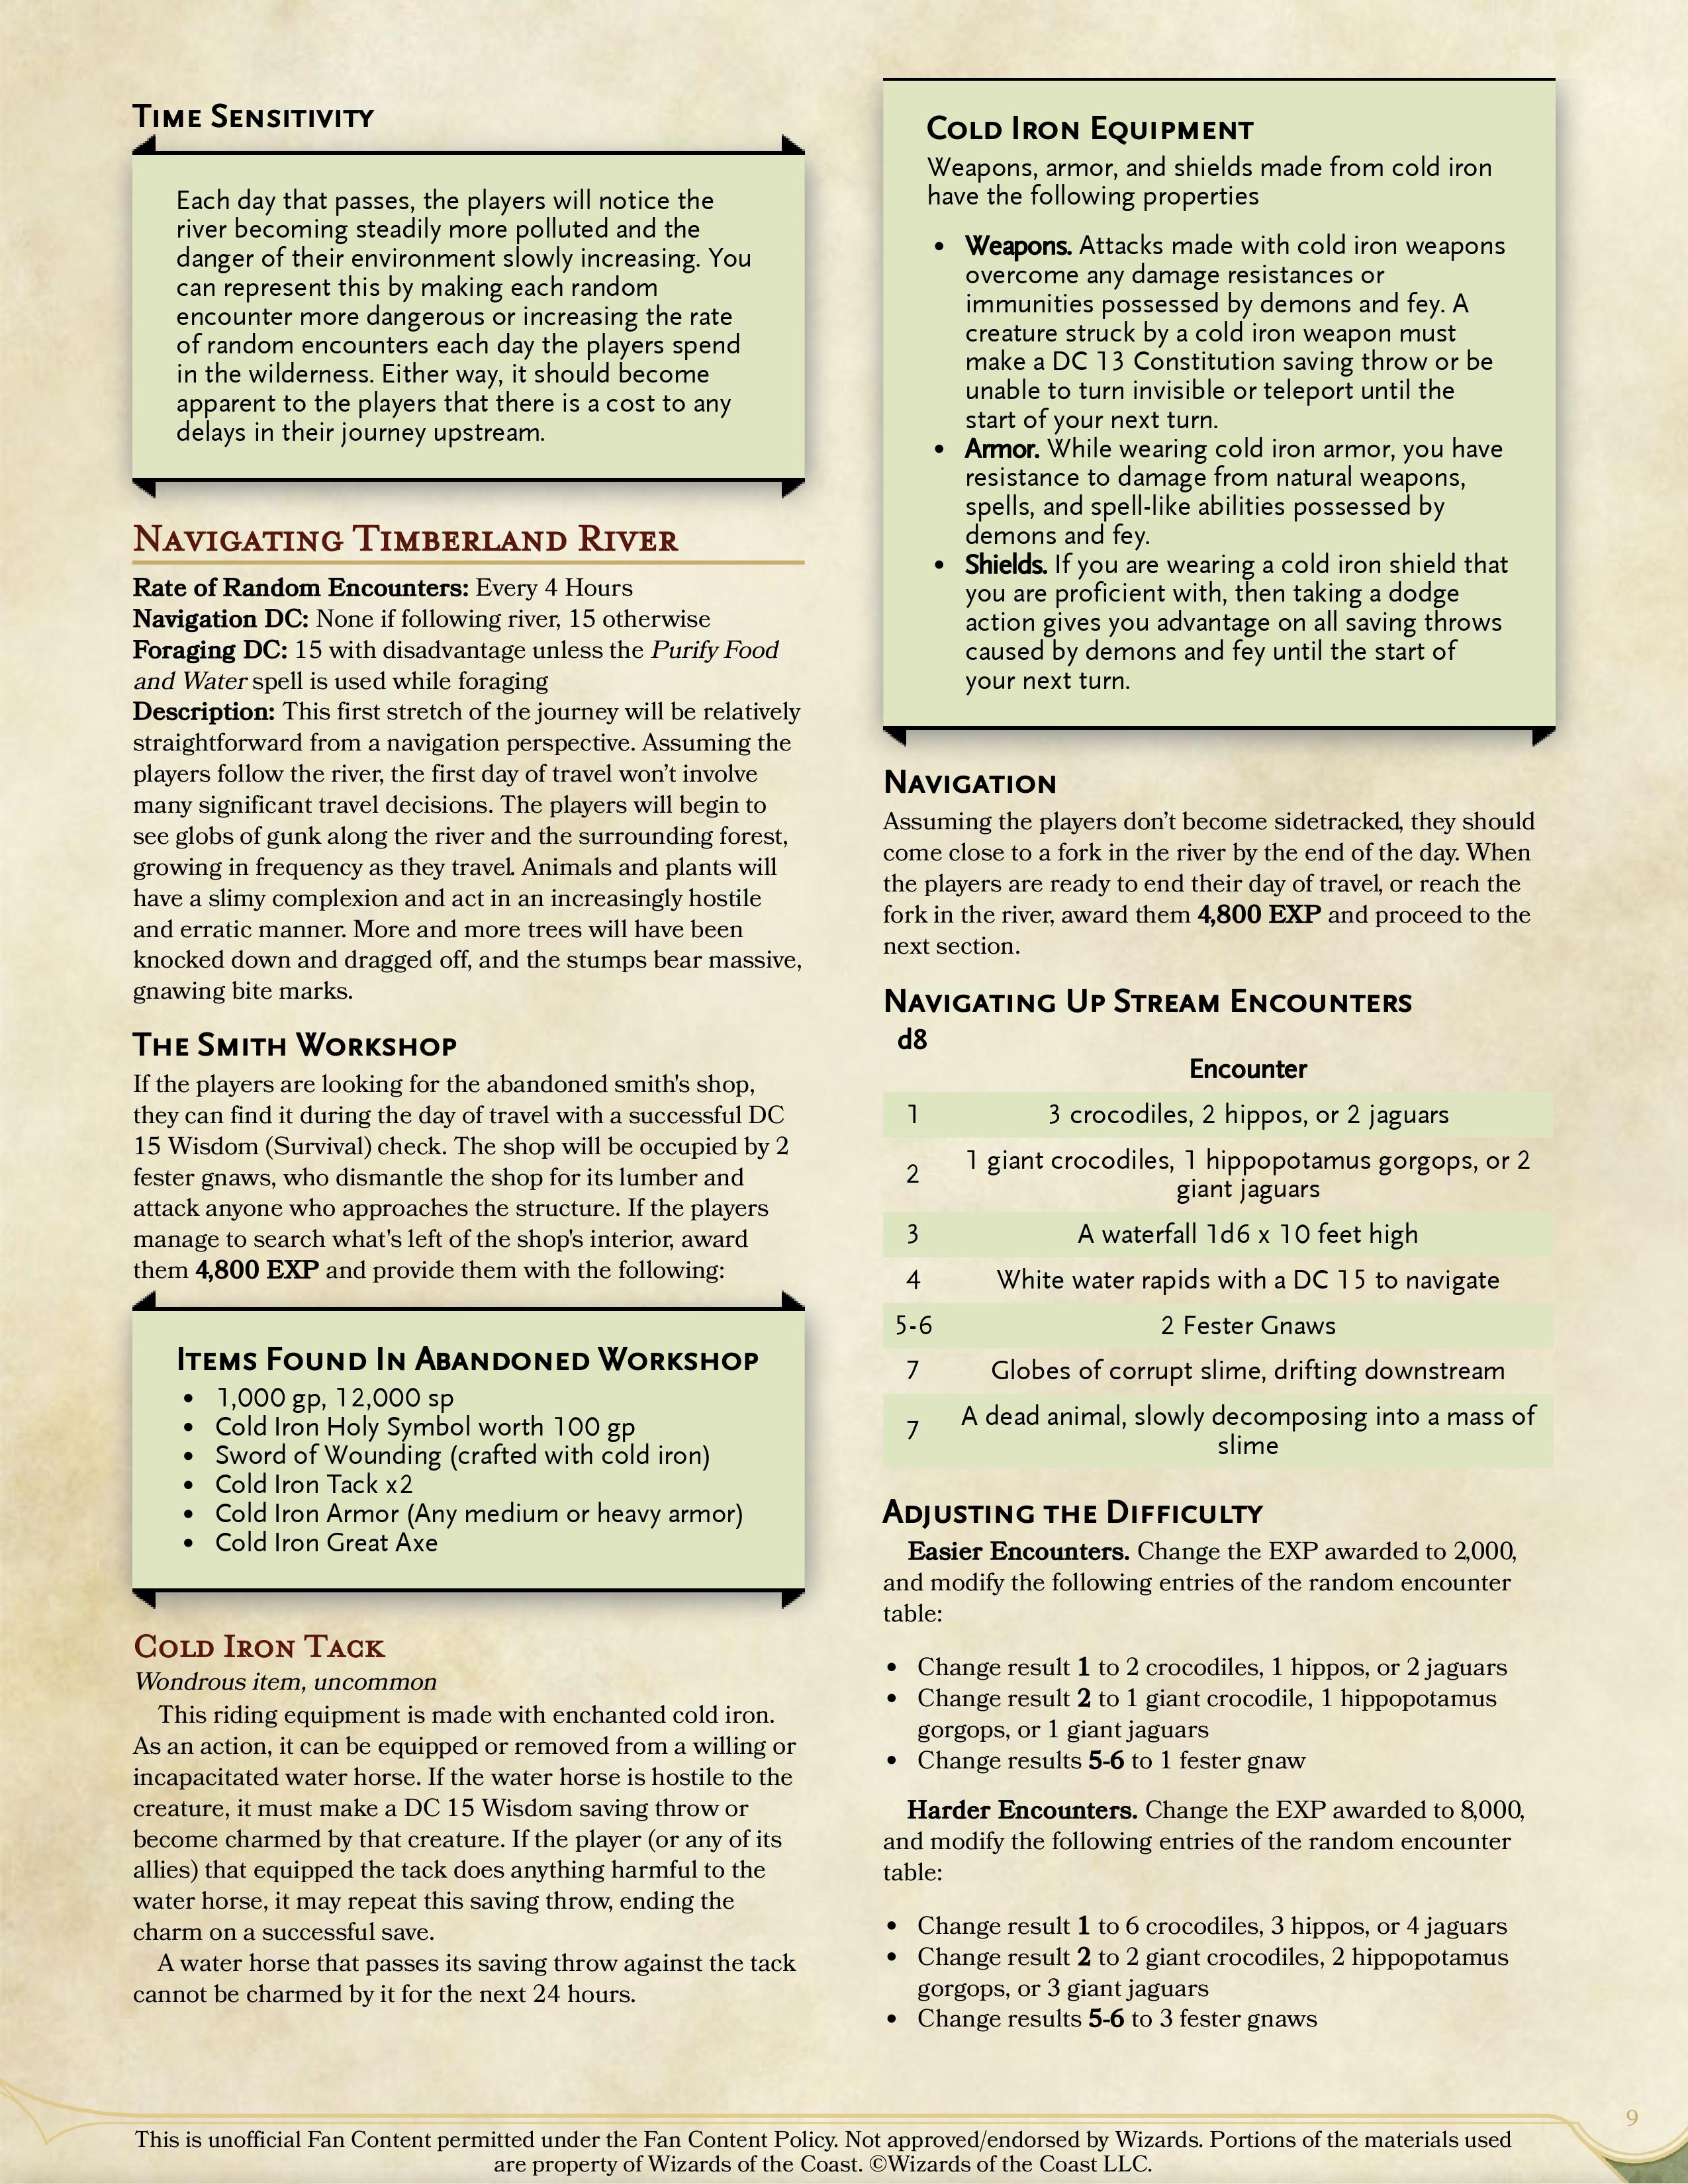 Time Sensitivity
Each day that passes, the players will notice the
river becoming steadily more polluted and the
danger of their environment slowly increasing. You
can represent this by making each random
encounter more dangerous or increasing the rate
of random encounters each day the players spend
in the wilderness. Either way, it should become
apparent to the players that there is a cost to any
delays in their journey upstream.
Navigating Timberland River
Rate of Random Encounters: Every 4 Hours
Navigation DC: None if following river, 15 otherwise
Foraging DC: 15 with disadvantage unless the Purify Food
and Water spell is used while foraging
Description: This first stretch of the journey will be relatively
straightforward from a navigation perspective. Assuming the
players follow the river, the first day of travel won't involve
many significant travel decisions. The players will begin to
see globs of gunk along the river and the surrounding forest,
growing in frequency as they travel. Animals and plants will
have a slimy complexion and act in an increasingly hostile
and erratic manner. More and more trees will have been
knocked down and dragged off, and the stumps bear massive,
gnawing bite marks.
The Smith Workshop
If the players are looking for the abandoned smith's shop,
they can find it during the day of travel with a successful DC
15 Wisdom (Survival) check. The shop will be occupied by 2
fester gnaws, who dismantle the shop for its lumber and
attack anyone who approaches the structure. If the players
manage to search what's left of the shop's interior, award
them 4,800 EXP and provide them with the following:
Items Found In Abandoned Workshop
• 1,000 gp, 12,000 sp
• Cold Iron Holy Symbol worth 100 gp
• Sword of Wounding (crafted with cold iron)
• Cold Iron Tack x2
• Cold Iron Armor (Any medium or heavy armor)
• Cold Iron Great Axe
Cold Iron Tack
Wondrous item, uncommon
This riding equipment is made with enchanted cold iron.
As an action, it can be equipped or removed from a willing or
incapacitated water horse. If the water horse is hostile to the
creature, it must make a DC 15 Wisdom saving throw or
become charmed by that creature. If the player (or any of its
allies) that equipped the tack does anything harmful to the
water horse, it may repeat this saving throw, ending the
charm on a successful save.
A water horse that passes its saving throw against the tack
cannot be charmed by it for the next 24 hours.
Cold Iron Equipment
Weapons, armor, and shields made from cold iron
have the following properties
• Weapons. Attacks made with cold iron weapons
overcome any damage resistances or
immunities possessed by demons and fey. A
creature struck by a cold iron weapon must
make a DC 13 Constitution saving throw or be
unable to turn invisible or teleport until the
start of your next turn.
• Armor. While wearing cold iron armor, you have
resistance to damage from natural weapons,
spells, and spell-like abilities possessed by
demons and fey.
• Shields. If you are wearing a cold iron shield that
you are proficient with, then taking a dodge
action gives you advantage on all saving throws
caused by demons and fey until the start of
your next turn.
Navigation
Assuming the players don't become sidetracked, they should
come close to a fork in the river by the end of the day. When
the players are ready to end their day of travel, or reach the
fork in the river, award them 4,800 EXP and proceed to the
next section.
Navigating Up Stream Encounters
d8
Encounter
1 3 crocodiles, 2 hippos, or 2 jaguars
2 1 giant crocodiles, 1 hippopotamus gorgops, or 2
giant jaguars
3 A waterfall 1d6 x 10 feet high
4 White water rapids with a DC 15 to navigate
5-6 2 Fester Gnaws
7 Globes of corrupt slime, drifting downstream
7 A dead animal, slowly decomposing into a mass of
slime
Adjusting the Difficulty
Easier Encounters. Change the EXP awarded to 2,000,
and modify the following entries of the random encounter
table:
• Change result 1 to 2 crocodiles, 1 hippos, or 2 jaguars
• Change result 2 to 1 giant crocodile, 1 hippopotamus
gorgops, or 1 giant jaguars
• Change results 5-6 to 1 fester gnaw
Harder Encounters. Change the EXP awarded to 8,000,
and modify the following entries of the random encounter
table:
• Change result 1 to 6 crocodiles, 3 hippos, or 4 jaguars
• Change result 2 to 2 giant crocodiles, 2 hippopotamus
gorgops, or 3 giant jaguars
• Change results 5-6 to 3 fester gnaws
9
This is unofficial Fan Content permitted under the Fan Content Policy. Not approved/endorsed by Wizards. Portions of the materials used
are property of Wizards of the Coast. ©Wizards of the Coast LLC.